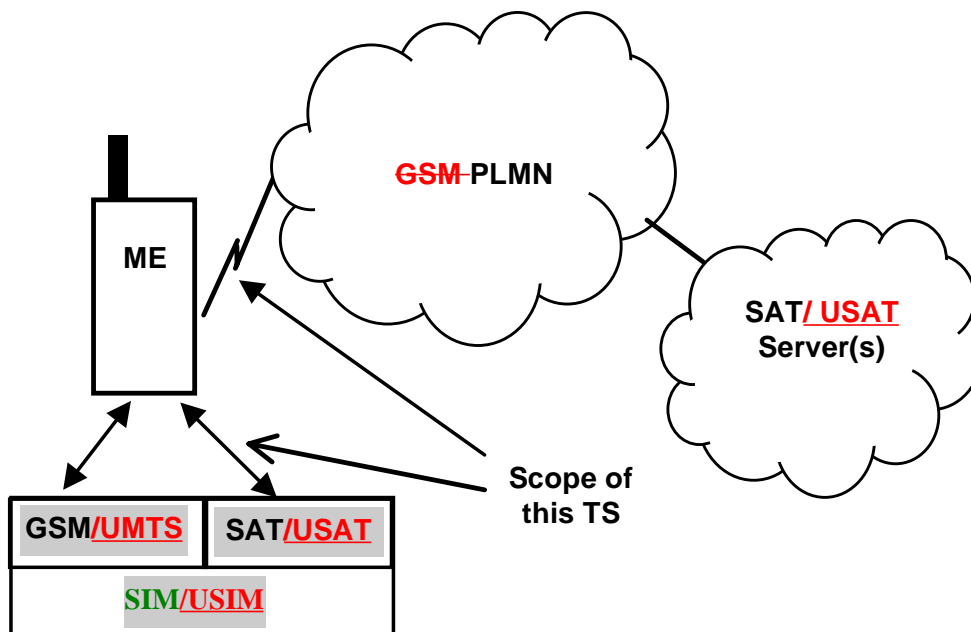 GSM PLMN
ME
SAT/ USAT
Server(s)
Scope of
this TS
GSM/UMTS
SAT/USAT
SIM/USIM